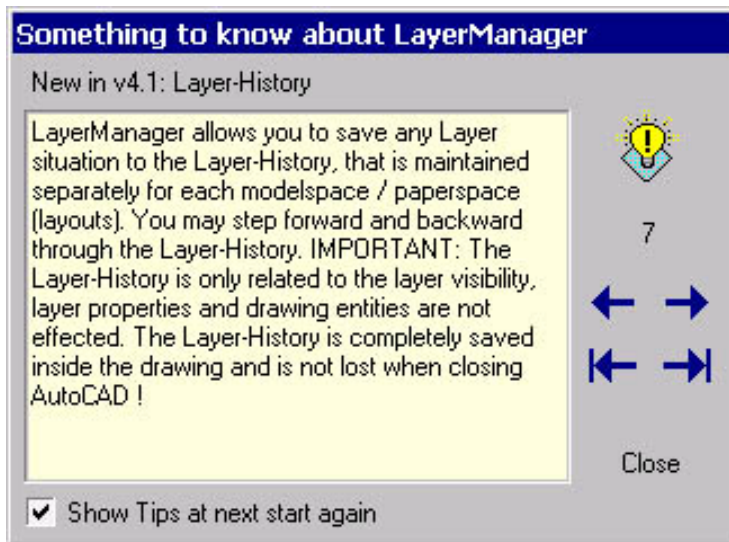 Something to know about LayerManager
New in v4.1: Layer-History
LayerManager allows you to save any Layer
situation to the Layer-History, that is maintained
separately for each modelspace / paperspace
(layouts). You may step forward and backward
through the Layer-History. IMPORTANT: The
Layer-History is only related to the layer visibility,
layer properties and drawing entities are not
effected. The Layer-History is completely saved
inside the drawing and is not lost when closing
AutoCAD !
7
Close
Show Tips at next start again